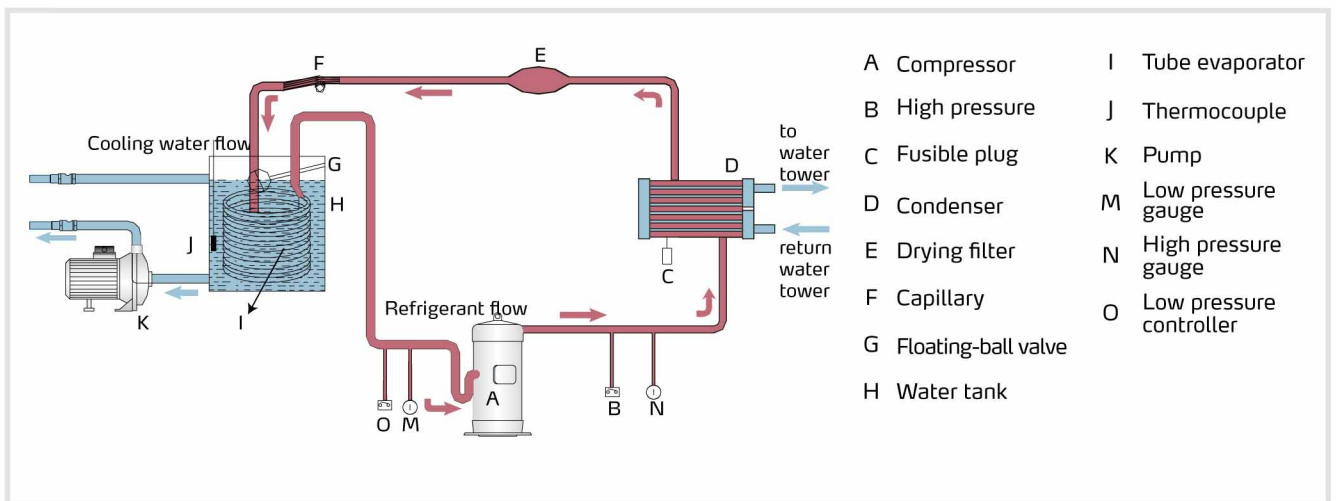 F
E
Cooling water flow
G
H
J
K
I
Refrigerant flow
A
O
M
B
N
C
D
to
water
tower
return
water
tower
A Compressor
B High pressure
C Fusible plug
D Condenser
E Drying filter
F Capillary
G Floating-ball valve
H Water tank
I Tube evaporator
J Thermocouple
K Pump
M Low pressure
gauge
N High pressure
gauge
O Low pressure
controller